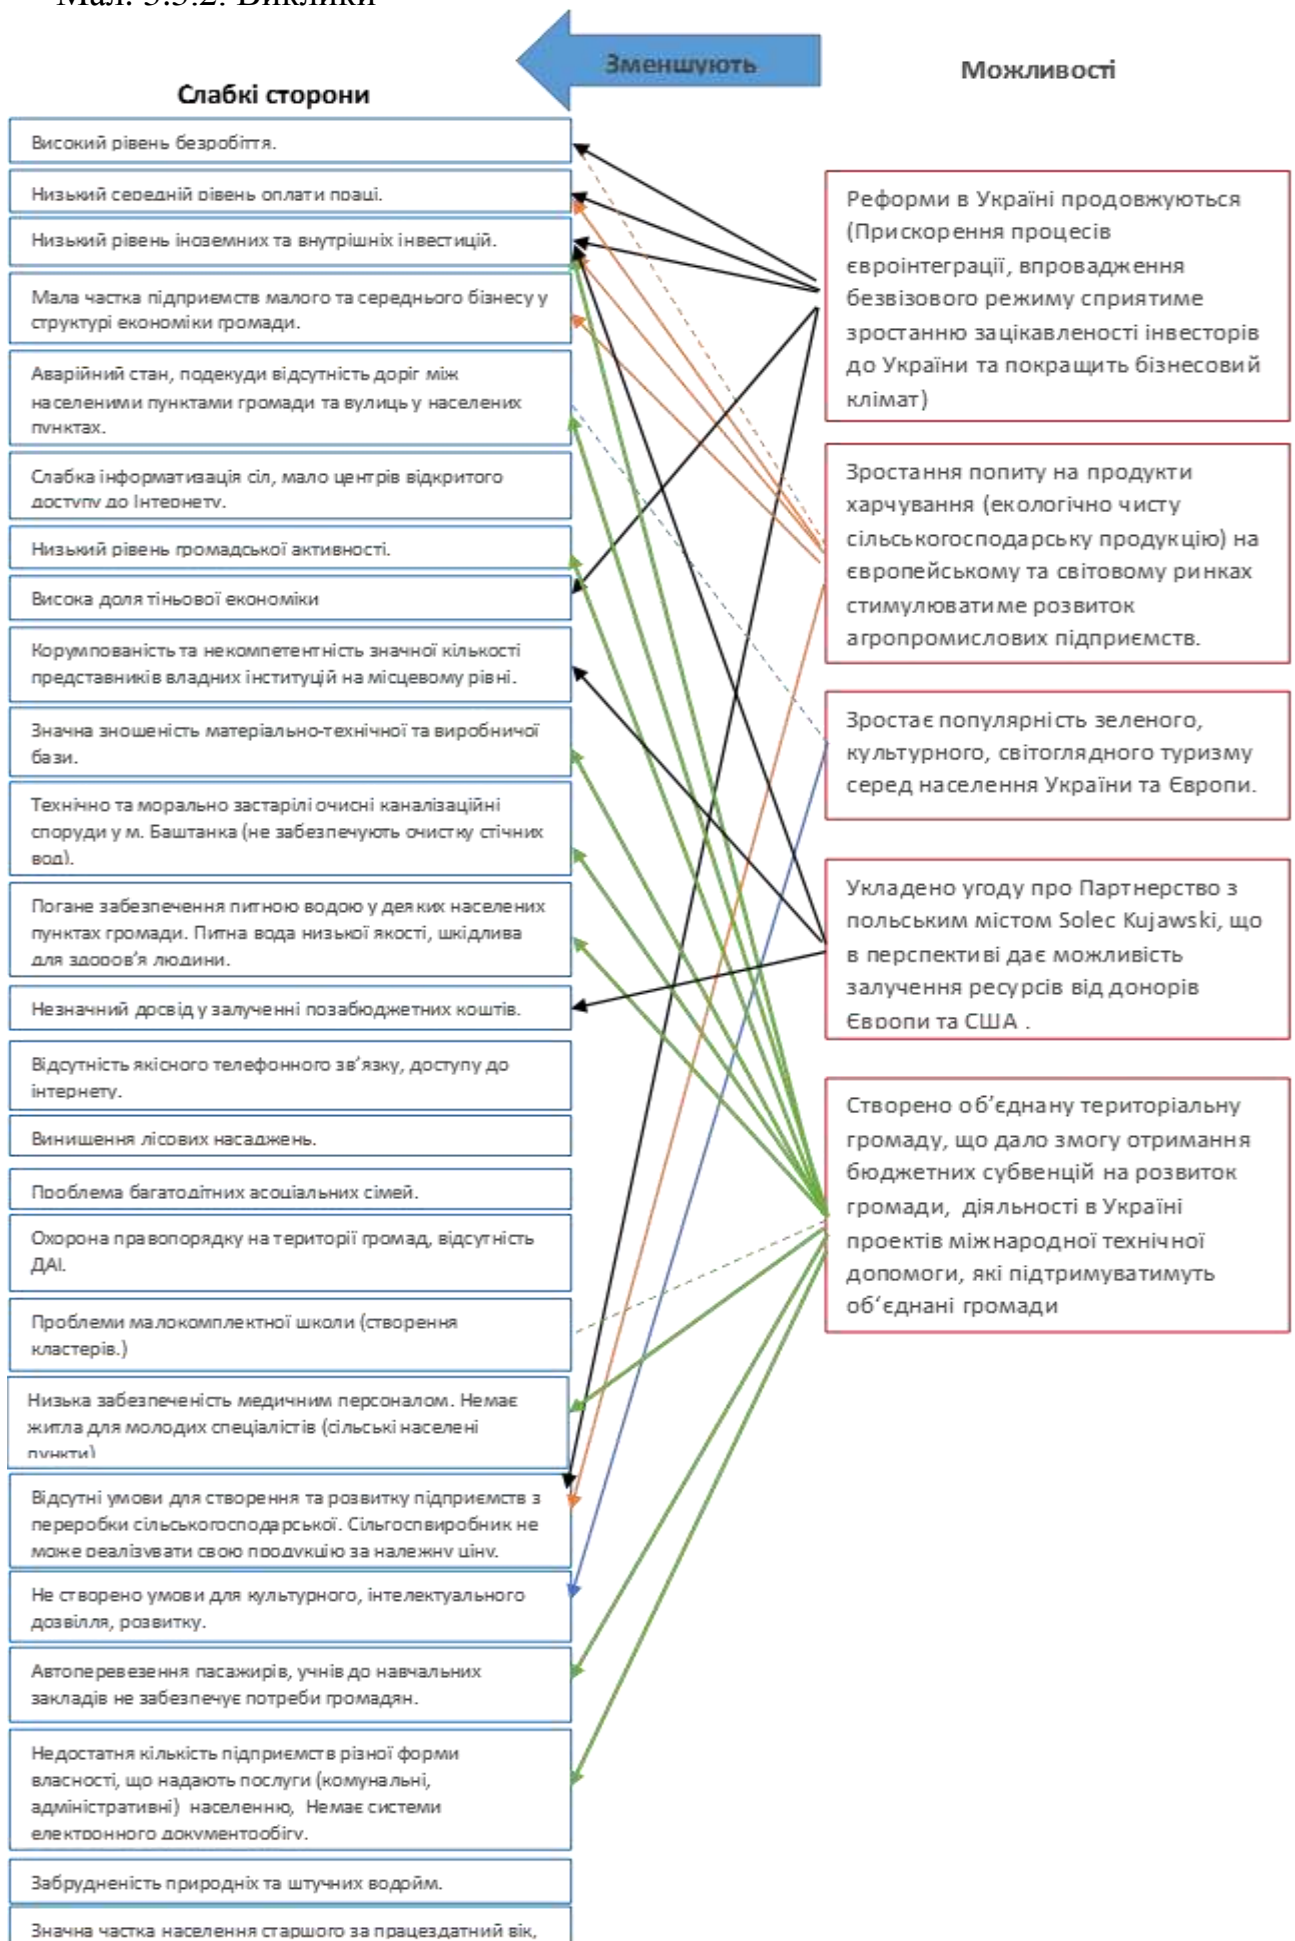 Мал. 3.3.2. Виклики
Зменшують
Можливості
Слабкі сторони
Високий рівень безробіття.
Низький середній рівень оплати праці.
Низький рівень іноземних та внутрішніх інвестицій.
Мала частка підприємств малого та середнього бізнесу у
структурі економіки громади.
Аварійний стан, подекуди відсутність доріг між
населеними пунктами громади та вулиць у населених
пунктах.
Слабка інформатизація сіл, мало центрів відкритого
доступу до Інтернету.
Низький рівень громадської активності.
Висока доля тіньової економіки
Корумпованість та некомпетентність значної кількості
представників владних інституцій на місцевому рівні.
Значна зношеність матеріально-технічної та виробничої
бази.
Технічно та морально застарілі очисні каналізаційні
споруди у м. Баштанка (не забезпечують очистку стічних
вод).
Погане забезпечення питною водою у деяких населених
пунктах громади. Питна вода низької якості, шкідлива
для здоров’я людини.
Незначний досвід у залученні позабюджетних коштів.
Відсутність якісного телефонного зв’язку, доступу до
інтернету.
Винищення лісових насаджень.
Проблема багатодітних асоціальних сімей.
Охорона правопорядку на території громад, відсутність
ДАІ.
Проблеми малокомплектної школи (створення
кластерів.)
Низька забезпеченість медичним персоналом. Немає
житла для молодих спеціалістів (сільські населені
пункти)
Відсутні умови для створення та розвитку підприємств з
переробки сільськогосподарської. Сільгоспвиробник не
може реалізувати свою продукцію за належну ціну.
Не створено умови для культурного, інтелектуального
дозвілля, розвитку.
Автоперевезення пасажирів, учнів до навчальних
закладів не забезпечує потреби громадян.
Недостатня кількість підприємств різної форми
власності, що надають послуги (комунальні,
адміністративні) населенню, Немає системи
електронного документообігу.
Забрудненість природніх та штучних водойм.
Значна частка населення старшого за працездатний вік,
Реформи в Україні продовжуються
(Прискорення процесів
євроінтеграції, впровадження
безвізового режиму сприятиме
зростанню зацікавленості інвесторів
до України та покращить бізнесовий
клімат)
Зростання попиту на продукти
харчування (екологічно чисту
сільськогосподарську продукцію) на
європейському та світовому ринках
стимулюватиме розвиток
агропромислових підприємств.
Зростає популярність зеленого,
культурного, світоглядного туризму
серед населення України та Європи.
Укладено угоду про Партнерство з
польським містом Solec Kujawski, що
в перспективі дає можливість
залучення ресурсів від донорів
Європи та США .
Створено об’єднану територіальну
громаду, що дало змогу отримання
бюджетних субвенцій на розвиток
громади, діяльності в Україні
проектів міжнародної технічної
допомоги, які підтримуватимуть
об‘єднані громади